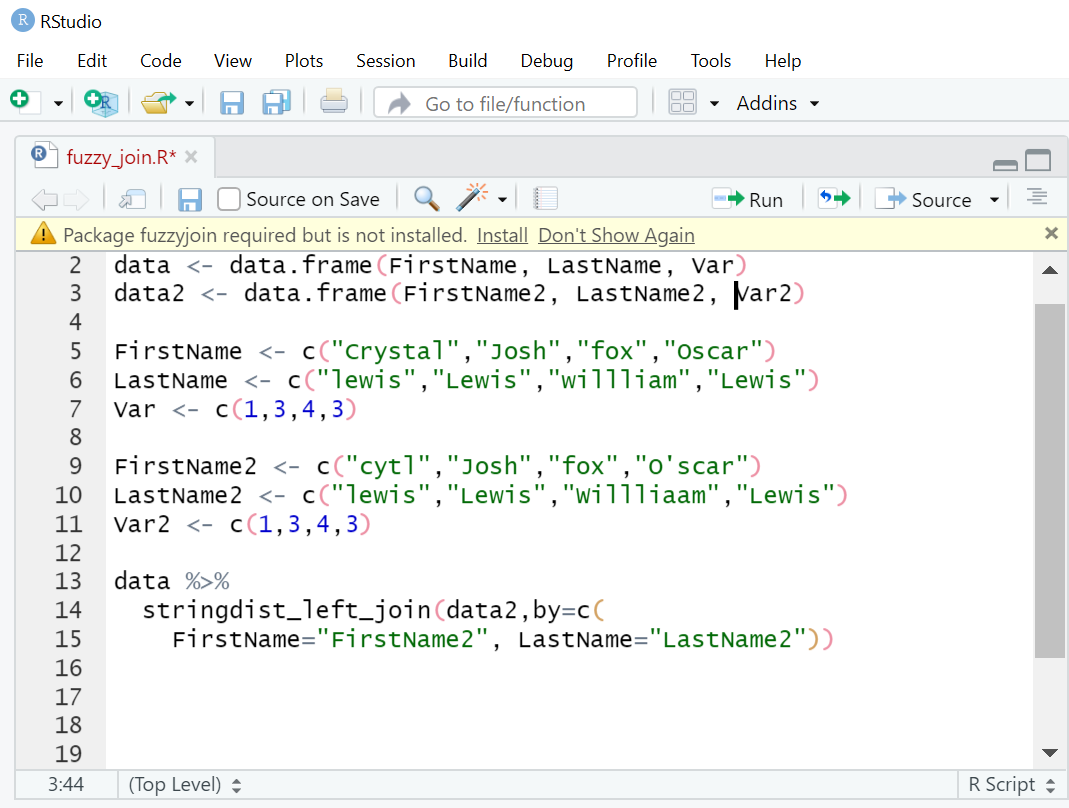 RStudio
File Edit Code View Plots Session Build Debug Profile Tools Help
Go to file/function Addins
fuzzy_join.R*
Source on Save Run Source
Package fuzzyjoin required but is not installed. Install Don't Show Again
2 data <- data.frame(FirstName, LastName, Var)
3 data2 <- data.frame(FirstName2, LastName2, Var2)
4
5 FirstName <- c("Crystal","Josh","fox","Oscar")
6 LastName <- c("lewis","Lewis","willliam","Lewis")
7 Var <- c(1,3,4,3)
8
9 FirstName2 <- c("cytl","Josh","fox","O'scar")
10 LastName2 <- c("lewis","Lewis","Willliaam","Lewis")
11 Var2 <- c(1,3,4,3)
12
13 data %>%
14   stringdist_left_join(data2,by=c(
15     FirstName="FirstName2", LastName="LastName2"))
16
17
18
19
3:44 (Top Level) R Script